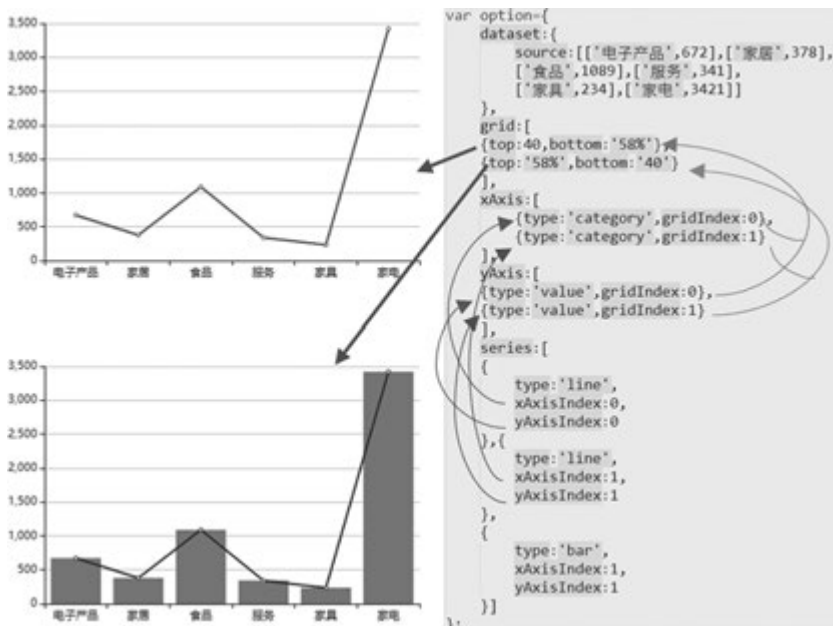 3,500
3,000
2,500
2,000
1,500
1,000
500
0
电子产品 家居 食品 服务 家具 家电
3,500
3,000
2,500
2,000
1,500
1,000
500
0
电子产品 家居 食品 服务 家具 家电
var option={
dataset:{
source:[['电子产品',672],['家居',378],
['食品',1089],['服务',341],
['家具',234],['家电',3421]]
},
grid:[
{top:40,bottom:'58%'}
{top:'58%',bottom:'40'}
],
xAxis:[
{type:'category',gridIndex:0},
{type:'category',gridIndex:1}
],
yAxis:[
{type:'value',gridIndex:0},
{type:'value',gridIndex:1}
],
series:[
{
type:'line',
xAxisIndex:0,
yAxisIndex:0
},{
type:'line',
xAxisIndex:1,
yAxisIndex:1
},
{
type:'bar',
xAxisIndex:1,
yAxisIndex:1
}]
};